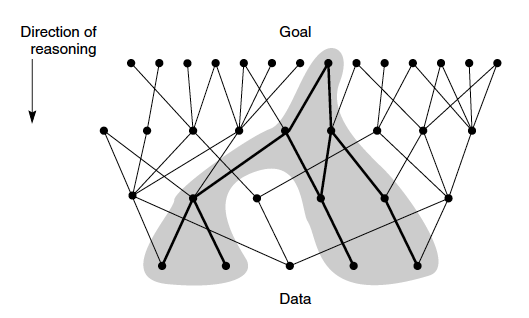 Direction of
reasoning
Goal
Data